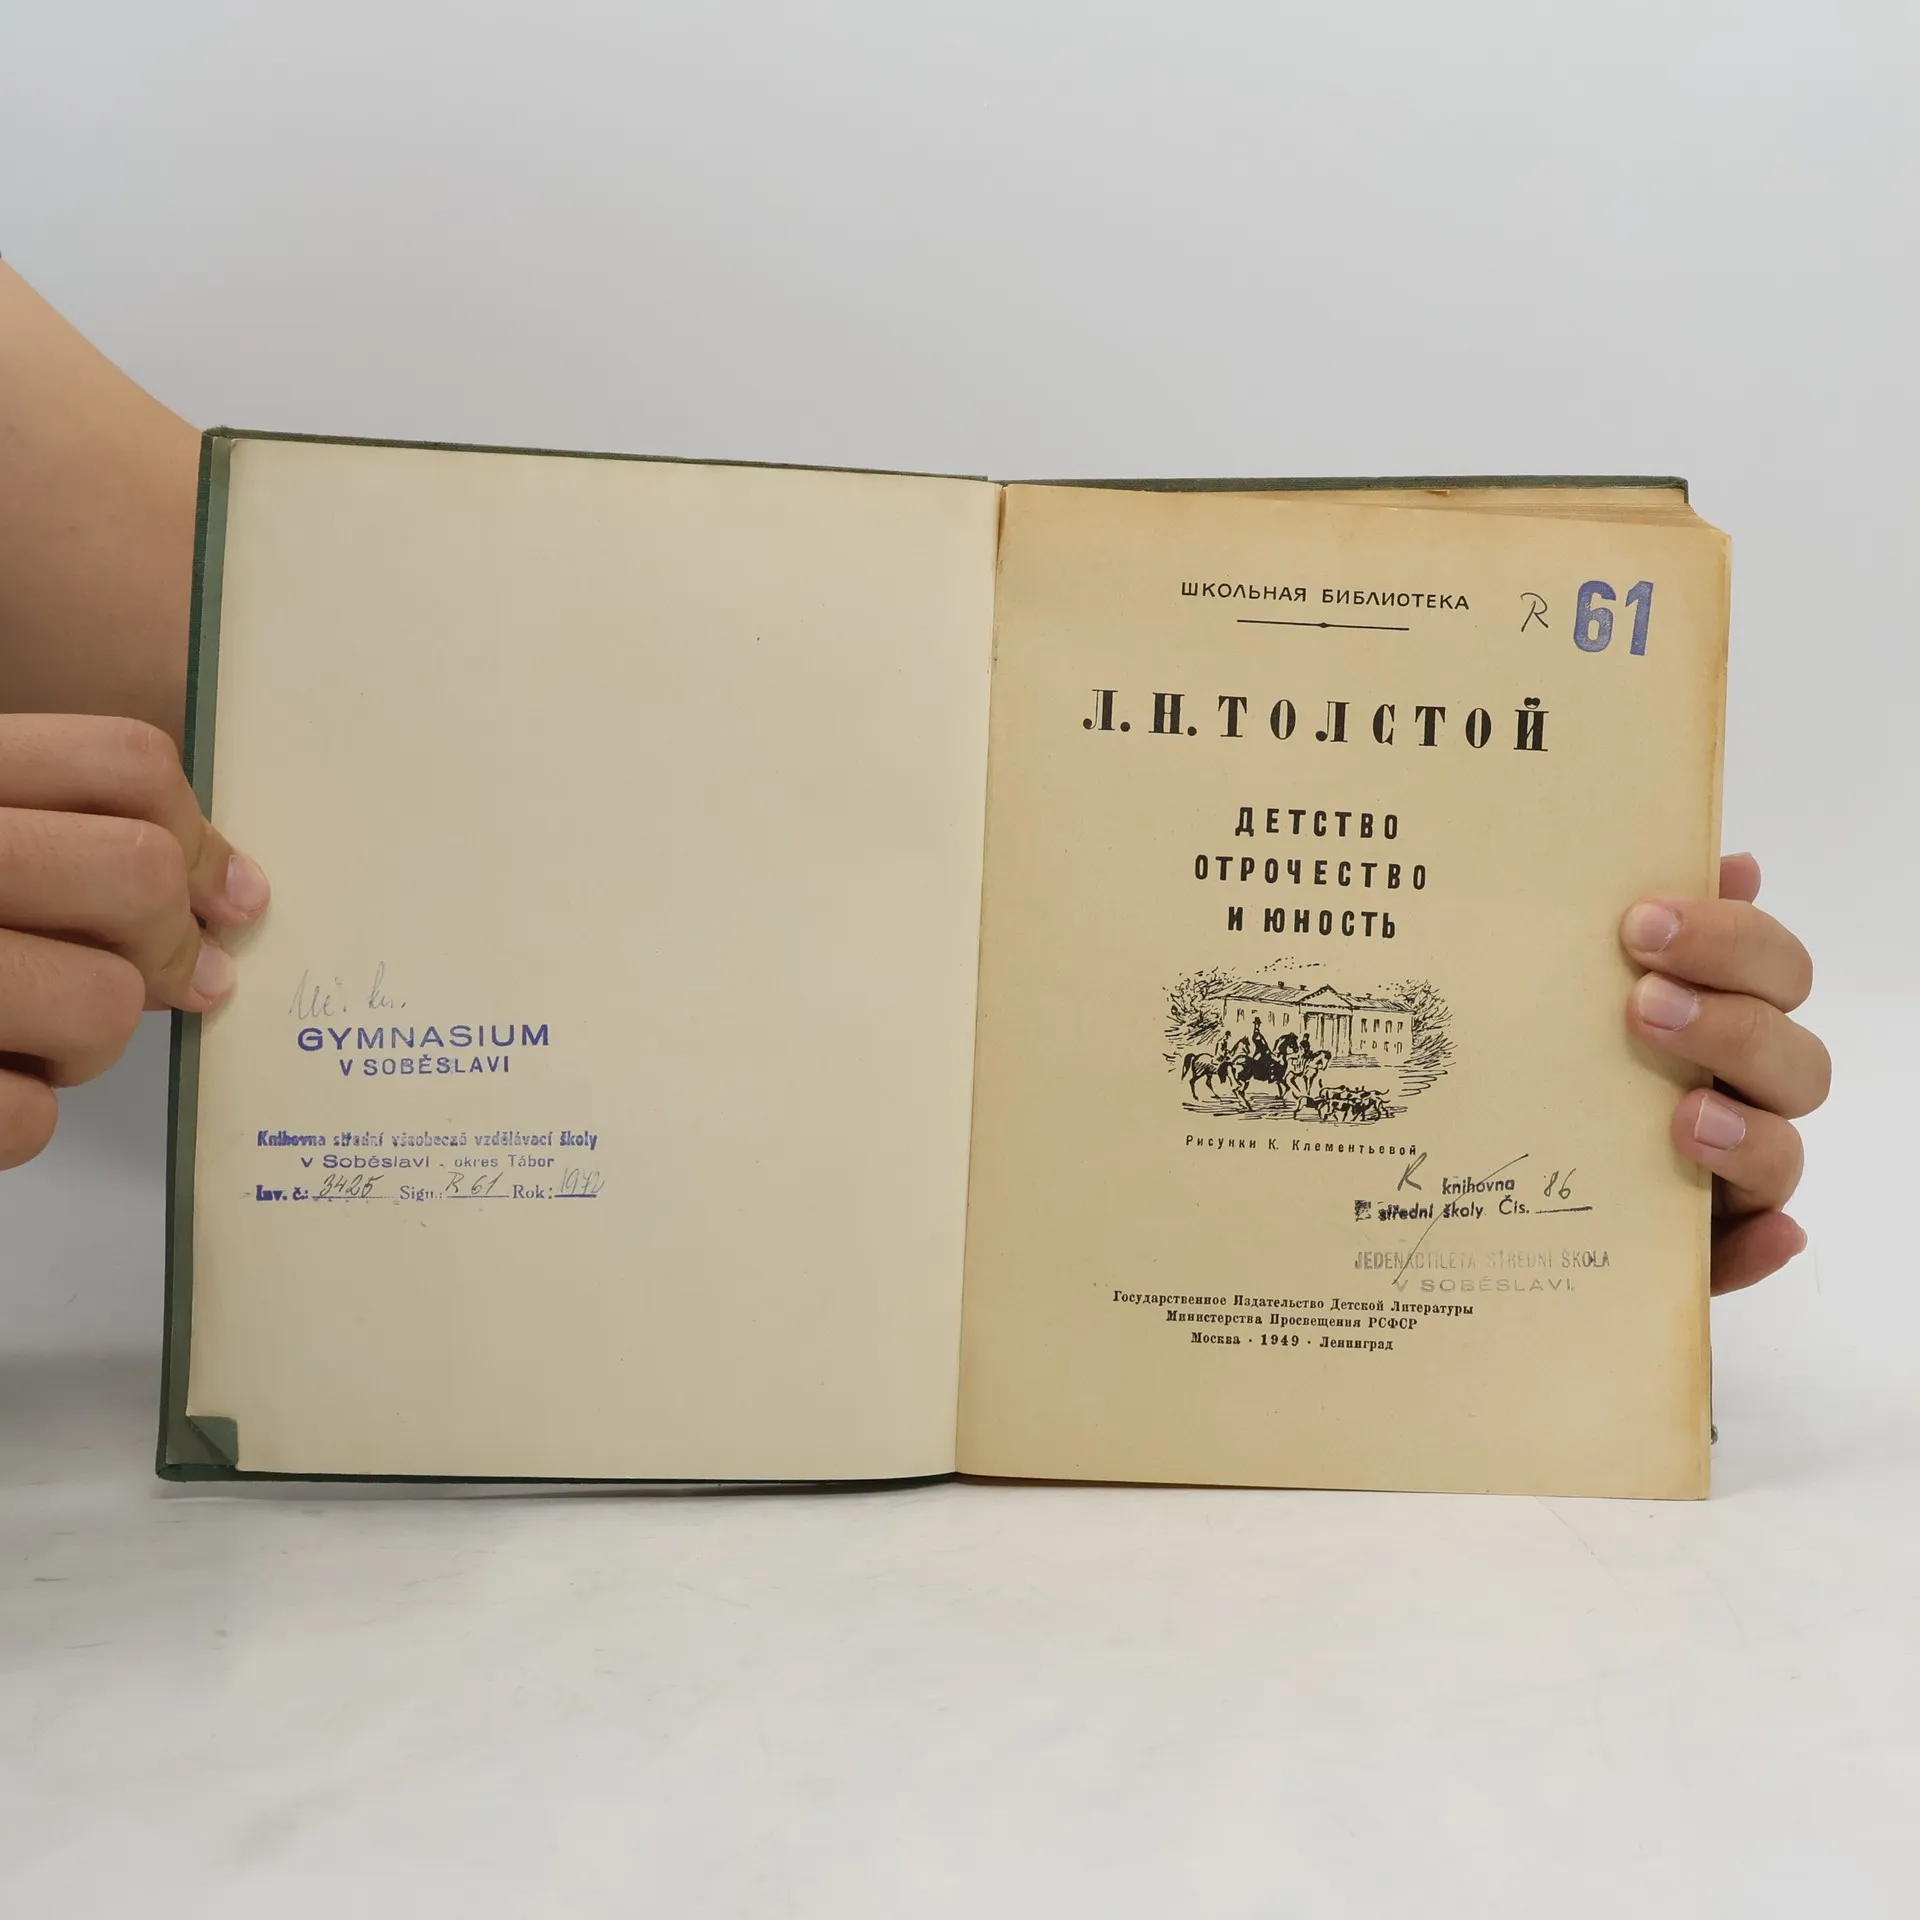 Uč. kn.
GYMNASIUM
V SOBĚSLAVI
Knihovna střední všeobecně vzdělávací školy
v Soběslavi - okres Tábor
Inv. č.: 3425 Sign.: R 61 Rok: 1972
ШКОЛЬНАЯ БИБЛИОТЕКА
R 61
Л. Н. ТОЛСТОЙ
ДЕТСТВО
ОТРОЧЕСТВО
И ЮНОСТЬ
Рисунки К. Клементьевой
R knihovna 86
střední školy Čís.
JEDENÁCTILETÁ STŘEDNÍ ŠKOLA
V SOBĚSLAVI.
Государственное Издательство Детской Литературы
Министерства Просвещения РСФСР
Москва · 1949 · Ленинград